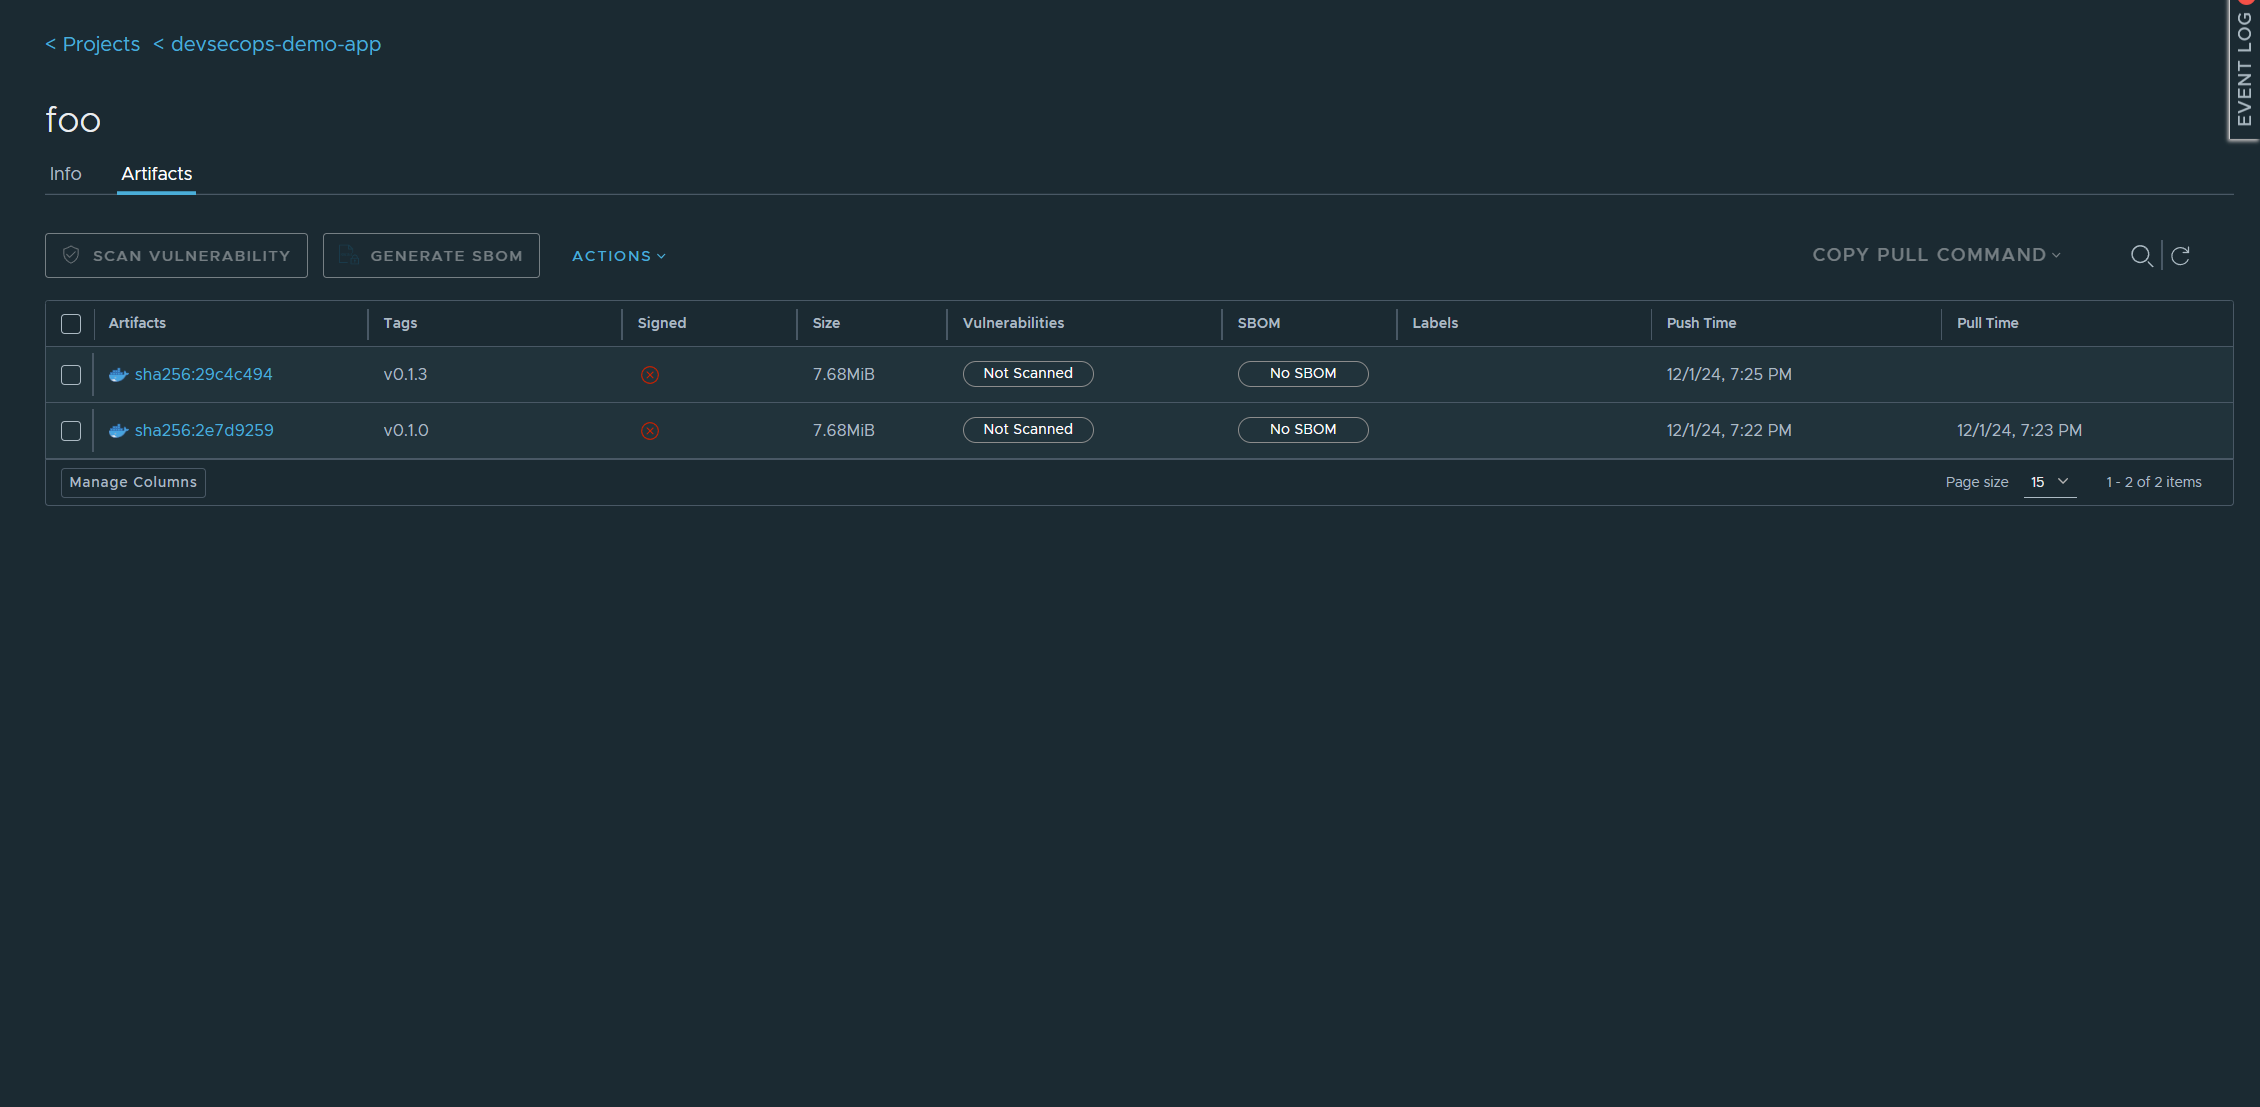 < Projects < devsecops-demo-app
EVENT LOG
foo
Info Artifacts
SCAN VULNERABILITY GENERATE SBOM ACTIONS COPY PULL COMMAND
Artifacts Tags Signed Size Vulnerabilities SBOM Labels Push Time Pull Time
sha256:29c4c494 v0.1.3 7.68MiB Not Scanned No SBOM 12/1/24, 7:25 PM
sha256:2e7d9259 v0.1.0 7.68MiB Not Scanned No SBOM 12/1/24, 7:22 PM 12/1/24, 7:23 PM
Manage Columns Page size 15 1 - 2 of 2 items